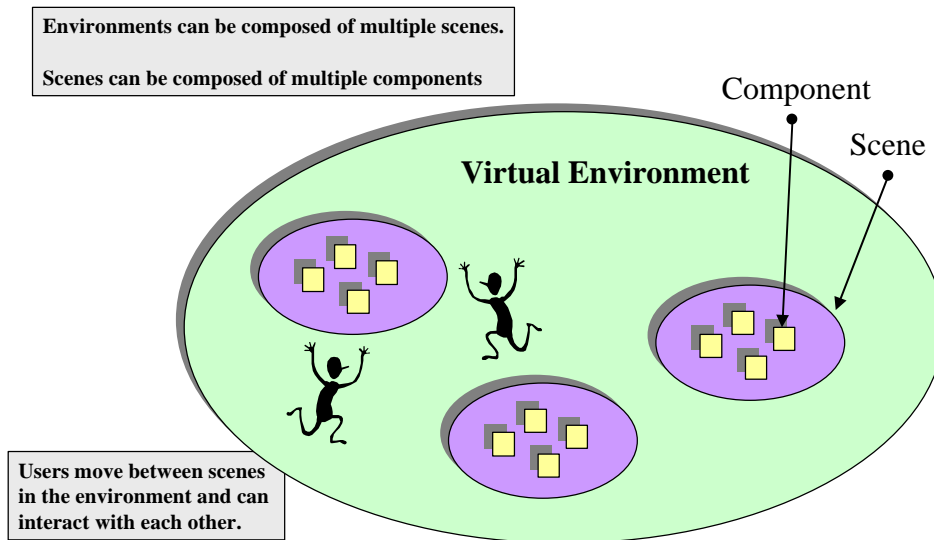 Environments can be composed of multiple scenes.
Scenes can be composed of multiple components
Component
Scene
Virtual Environment
Users move between scenes
in the environment and can
interact with each other.